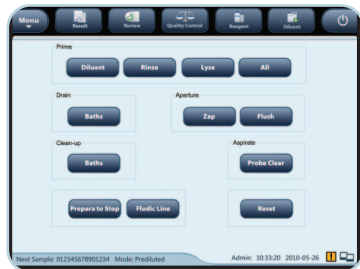 Menu
Result Review Quality Control Reagent Diluent
Prime
Diluent Rinse Lyse All
Drain Aperture
Baths Zap Flush
Clean-up Aspirate
Baths Probe Clear
Prepara to Stop Fludic Line Reset
Next Sample: 012345678901234 Mode: Prediluted Admin: 10:33:20 2010-05-26